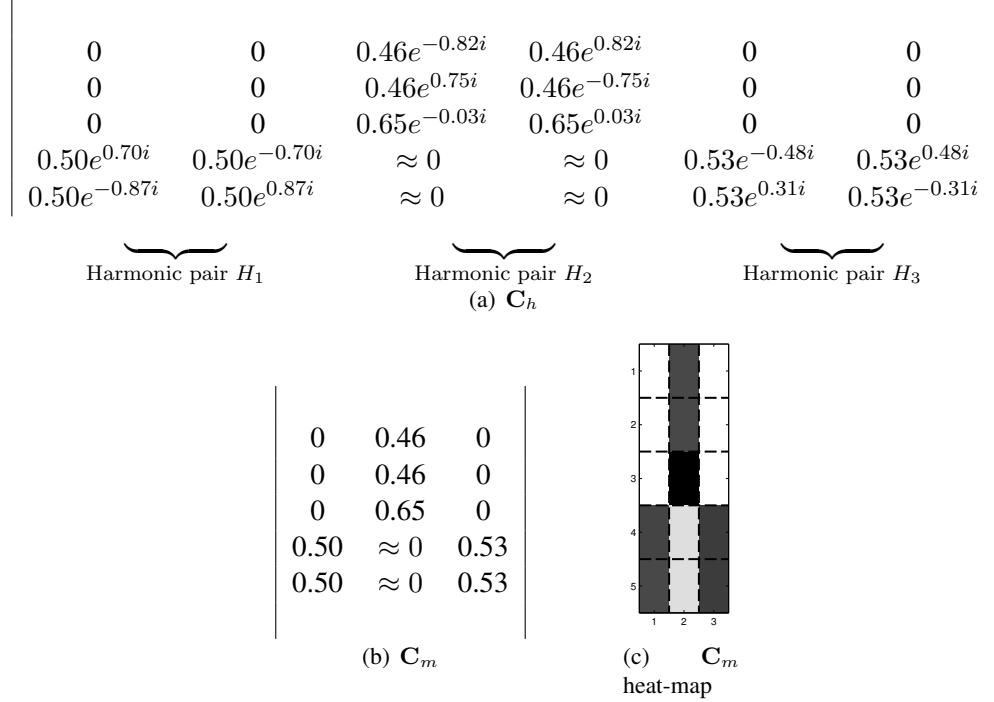 0 0 0.46e^{−0.82i} 0.46e^{0.82i} 0 0
0 0 0.46e^{0.75i} 0.46e^{−0.75i} 0 0
0 0 0.65e^{−0.03i} 0.65e^{0.03i} 0 0
0.50e^{0.70i} 0.50e^{−0.70i} ≈ 0 ≈ 0 0.53e^{−0.48i} 0.53e^{0.48i}
0.50e^{−0.87i} 0.50e^{0.87i} ≈ 0 ≈ 0 0.53e^{0.31i} 0.53e^{−0.31i}
Harmonic pair H_1 Harmonic pair H_2 Harmonic pair H_3
(a) C_h
0 0.46 0
0 0.46 0
0 0.65 0
0.50 ≈ 0 0.53
0.50 ≈ 0 0.53
(b) C_m
1
2
3
4
5
1 2 3
(c) C_m
heat-map